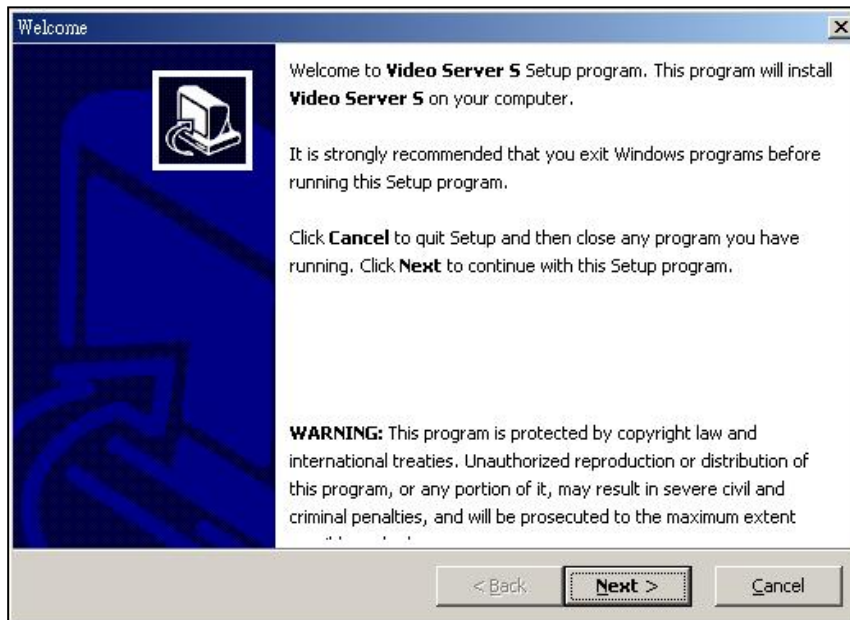 Welcome
Welcome to Video Server S Setup program. This program will install
Video Server S on your computer.
It is strongly recommended that you exit Windows programs before
running this Setup program.
Click Cancel to quit Setup and then close any program you have
running. Click Next to continue with this Setup program.
WARNING: This program is protected by copyright law and
international treaties. Unauthorized reproduction or distribution of
this program, or any portion of it, may result in severe civil and
criminal penalties, and will be prosecuted to the maximum extent
< Back
Next >
Cancel